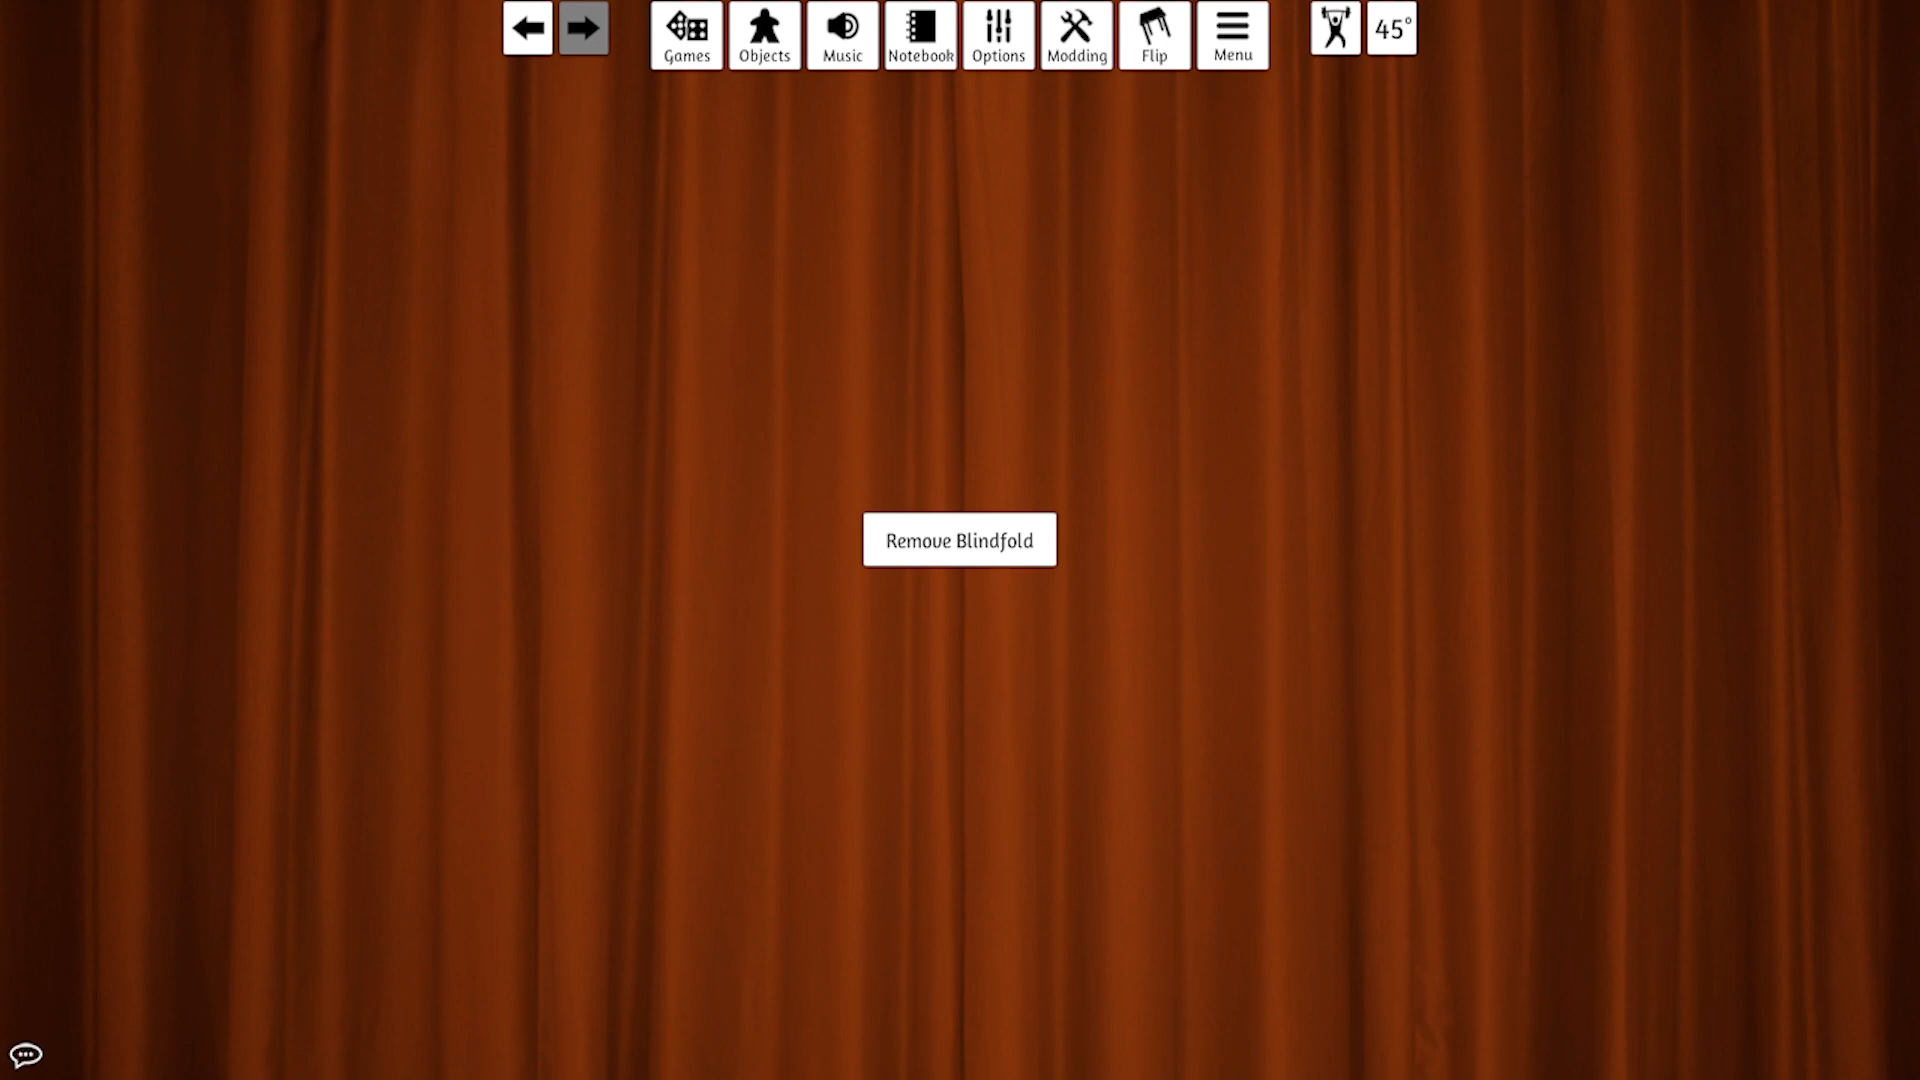 Games
Objects
Music
Notebook
Options
Modding
Flip
Menu
45°
Remove Blindfold